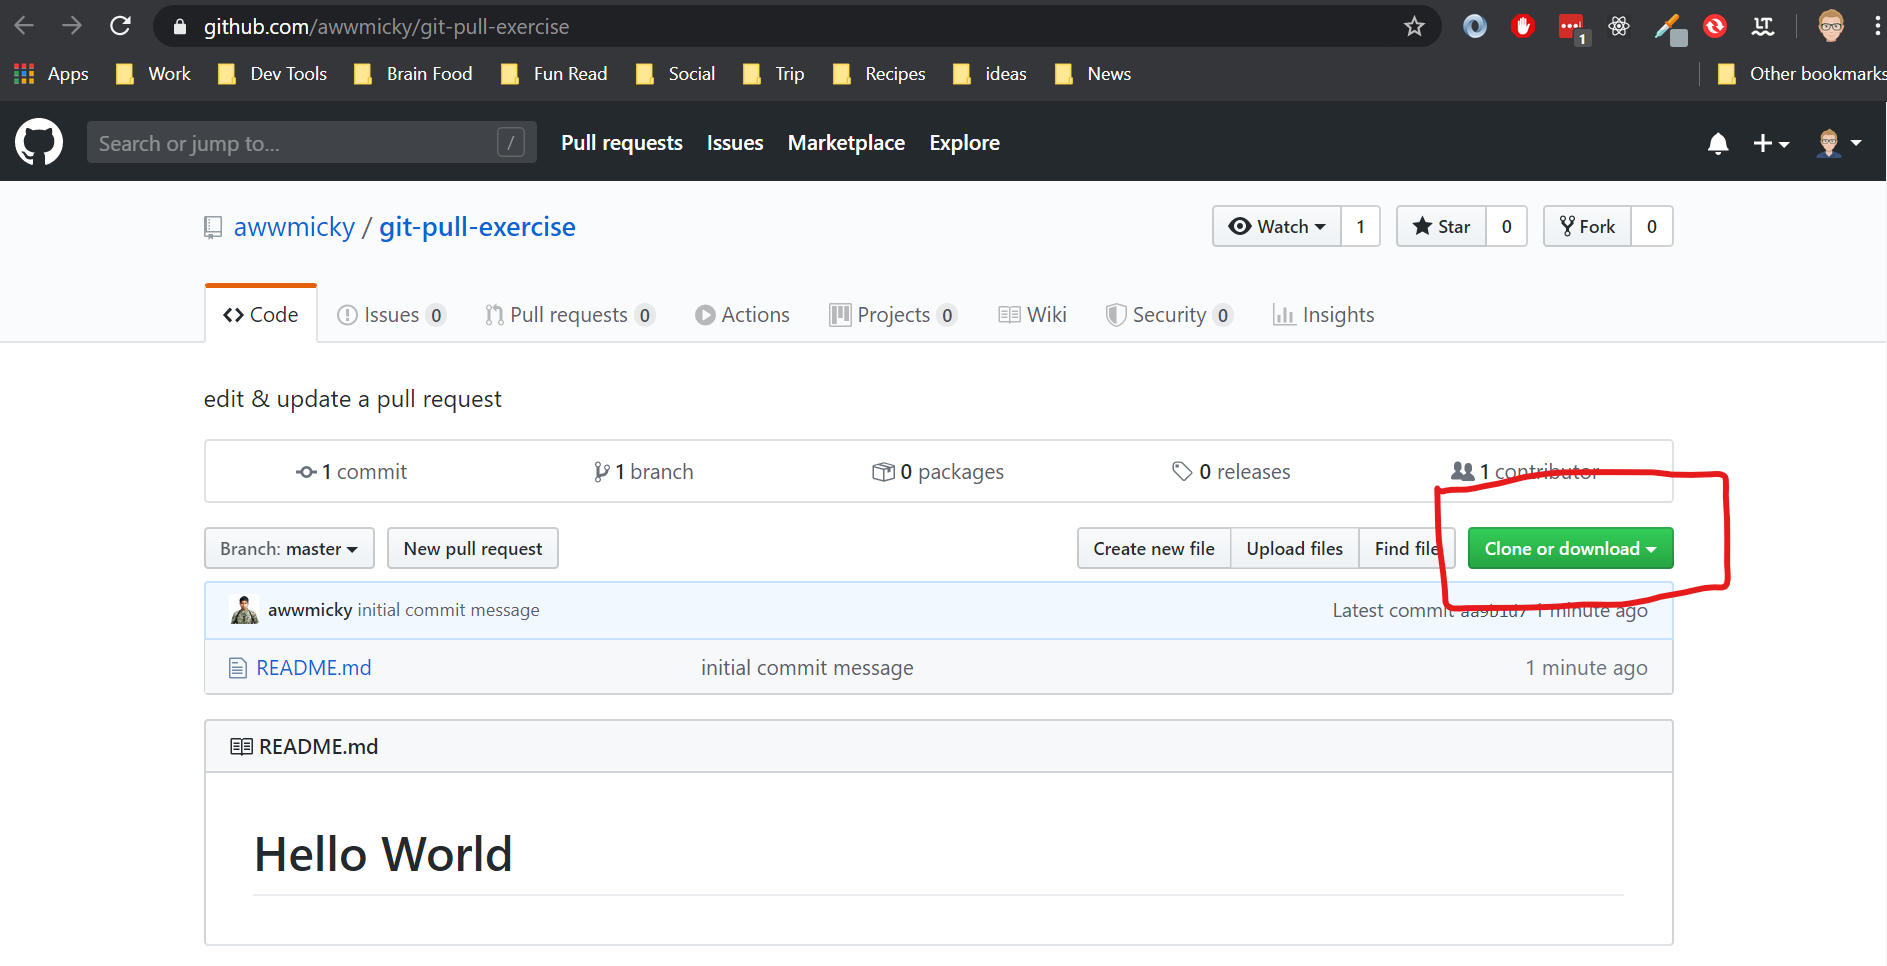 github.com/awwmicky/git-pull-exercise
1
Apps Work Dev Tools Brain Food Fun Read Social Trip Recipes ideas News Other bookmarks
Search or jump to... / Pull requests Issues Marketplace Explore
awwmicky / git-pull-exercise Watch 1 Star 0 Fork 0
Code Issues 0 Pull requests 0 Actions Projects 0 Wiki Security 0 Insights
edit & update a pull request
1 commit 1 branch 0 packages 0 releases 1 contributor
Branch: master New pull request Create new file Upload files Find file Clone or download
awwmicky initial commit message Latest commit aa9b1d7 1 minute ago
README.md initial commit message 1 minute ago
README.md
Hello World